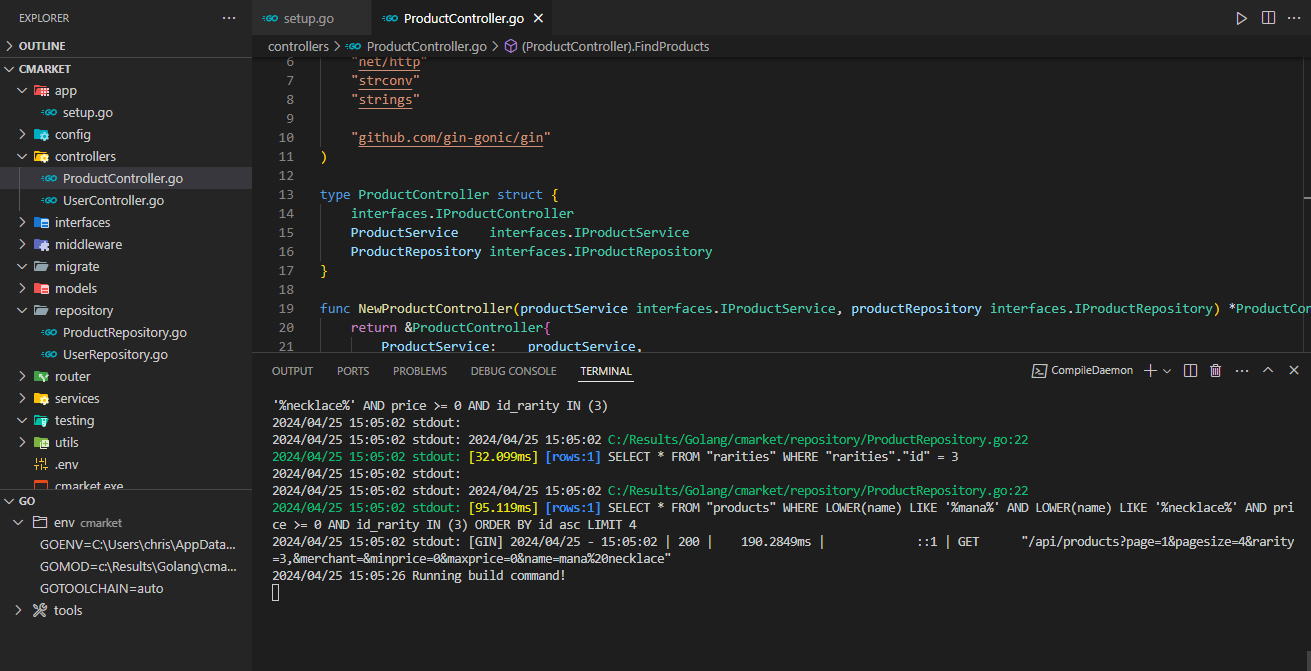 EXPLORER
OUTLINE
CMARKET
app
setup.go
config
controllers
ProductController.go
UserController.go
interfaces
middleware
migrate
models
repository
ProductRepository.go
UserRepository.go
router
services
testing
utils
.env
cmarket.exe
GO
env cmarket
GOENV=C:\Users\chris\AppData...
GOMOD=c:\Results\Golang\cma...
GOTOOLCHAIN=auto
tools
GO setup.go GO ProductController.go
controllers > GO ProductController.go > (ProductController).FindProducts
6 "net/http"
7 "strconv"
8 "strings"
9
10 "github.com/gin-gonic/gin"
11 )
12
13 type ProductController struct {
14 interfaces.IProductController
15 ProductService interfaces.IProductService
16 ProductRepository interfaces.IProductRepository
17 }
18
19 func NewProductController(productService interfaces.IProductService, productRepository interfaces.IProductRepository) *ProductCon
20 return &ProductController{
21 ProductService: productService,
OUTPUT PORTS PROBLEMS DEBUG CONSOLE TERMINAL CompileDaemon
'%necklace%' AND price >= 0 AND id_rarity IN (3)
2024/04/25 15:05:02 stdout:
2024/04/25 15:05:02 stdout: 2024/04/25 15:05:02 C:/Results/Golang/cmarket/repository/ProductRepository.go:22
2024/04/25 15:05:02 stdout: [32.099ms] [rows:1] SELECT * FROM "rarities" WHERE "rarities"."id" = 3
2024/04/25 15:05:02 stdout:
2024/04/25 15:05:02 stdout: 2024/04/25 15:05:02 C:/Results/Golang/cmarket/repository/ProductRepository.go:22
2024/04/25 15:05:02 stdout: [95.119ms] [rows:1] SELECT * FROM "products" WHERE LOWER(name) LIKE '%mana%' AND LOWER(name) LIKE '%necklace%' AND pri
ce >= 0 AND id_rarity IN (3) ORDER BY id asc LIMIT 4
2024/04/25 15:05:02 stdout: [GIN] 2024/04/25 - 15:05:02 | 200 | 190.2849ms | ::1 | GET "/api/products?page=1&pagesize=4&rarity
=3,&merchant=&minprice=0&maxprice=0&name=mana%20necklace"
2024/04/25 15:05:26 Running build command!